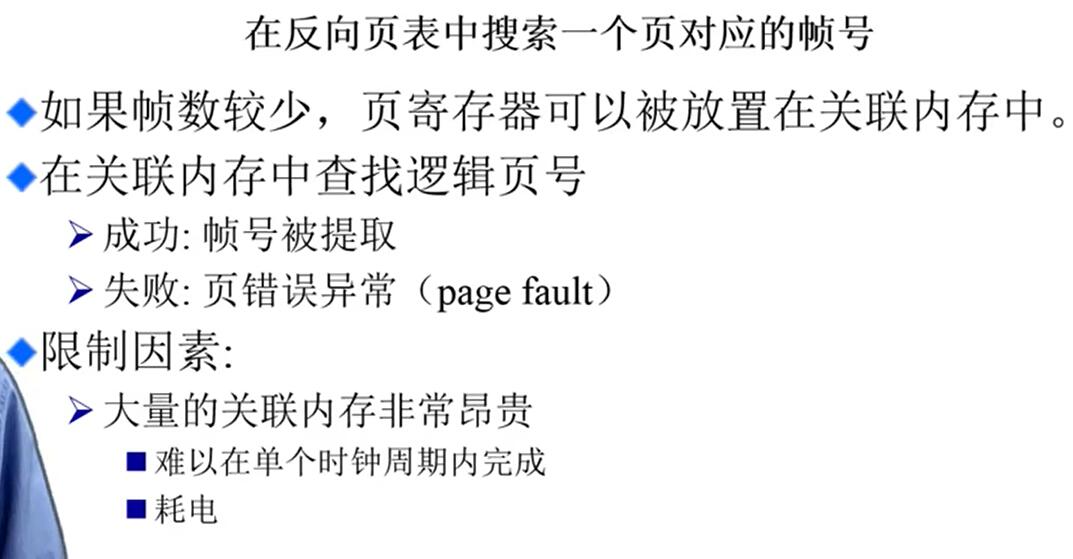 在反向页表中搜索一个页对应的帧号
如果帧数较少，页寄存器可以被放置在关联内存中。
在关联内存中查找逻辑页号
成功: 帧号被提取
失败: 页错误异常（page fault）
限制因素:
大量的关联内存非常昂贵
难以在单个时钟周期内完成
耗电